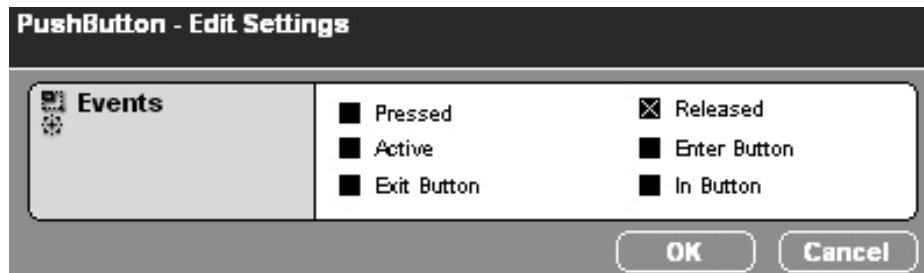 PushButton - Edit Settings
Events
Pressed
Released
Active
Enter Button
Exit Button
In Button
OK
Cancel